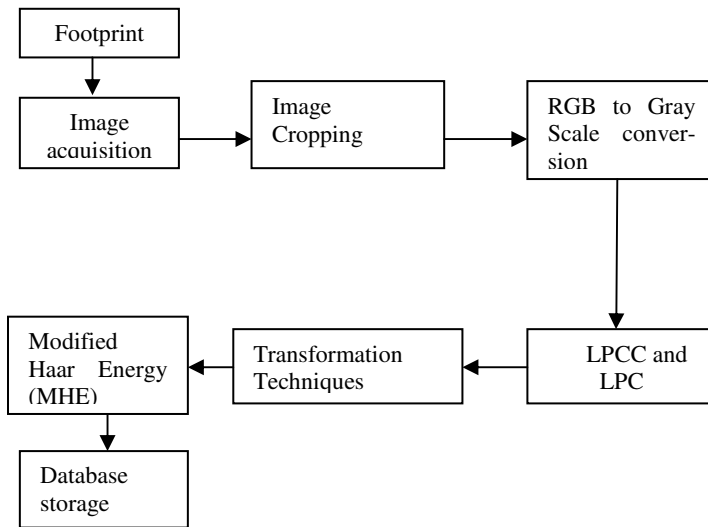 Footprint
Image
acquisition
Image
Cropping
RGB to Gray
Scale conver-
sion
LPCC and
LPC
Transformation
Techniques
Modified
Haar Energy
(MHE)
Database
storage